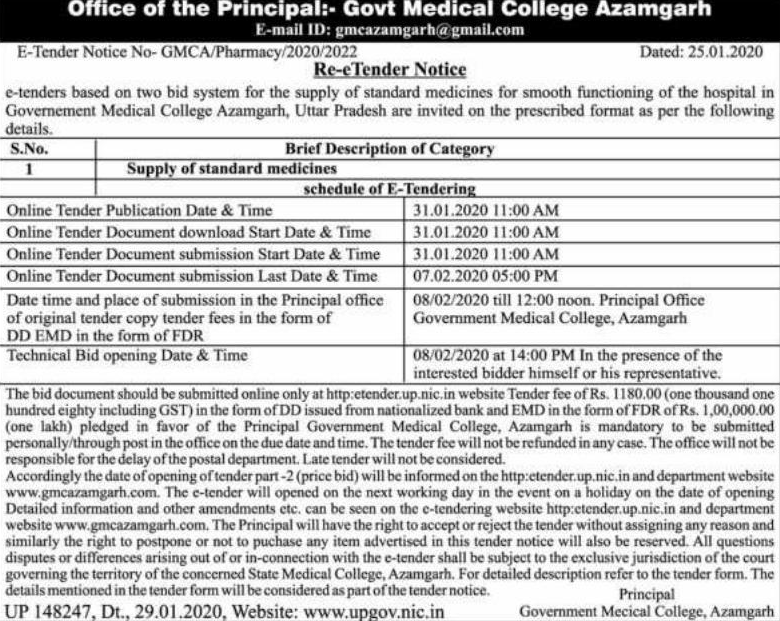 Office of the Principal:- Govt Medical College Azamgarh
E-mail ID: gmcazamgarh@gmail.com
E-Tender Notice No- GMCA/Pharmacy/2020/2022 Dated: 25.01.2020
Re-eTender Notice
e-tenders based on two bid system for the supply of standard medicines for smooth functioning of the hospital in
Governement Medical College Azamgarh, Uttar Pradesh are invited on the prescribed format as per the following
details.
S.No. Brief Description of Category
1 Supply of standard medicines
schedule of E-Tendering
Online Tender Publication Date & Time 31.01.2020 11:00 AM
Online Tender Document download Start Date & Time 31.01.2020 11:00 AM
Online Tender Document submission Start Date & Time 31.01.2020 11:00 AM
Online Tender Document submission Last Date & Time 07.02.2020 05:00 PM
Date time and place of submission in the Principal office 08/02/2020 till 12:00 noon. Principal Office
of original tender copy tender fees in the form of Government Medical College, Azamgarh
DD EMD in the form of FDR
Technical Bid opening Date & Time 08/02/2020 at 14:00 PM In the presence of the
interested bidder himself or his representative.
The bid document should be submitted online only at http:etender.up.nic.in website Tender fee of Rs. 1180.00 (one thousand one
hundred eighty including GST) in the form of DD issued from nationalized bank and EMD in the form of FDR of Rs. 1,00,000.00
(one lakh) pledged in favor of the Principal Government Medical College, Azamgarh is mandatory to be submitted
personally/through post in the office on the due date and time. The tender fee will not be refunded in any case. The office will not be
responsible for the delay of the postal department. Late tender will not be considered.
Accordingly the date of opening of tender part -2 (price bid) will be informed on the http:etender.up.nic.in and department website
www.gmcazamgarh.com. The e-tender will opened on the next working day in the event on a holiday on the date of opening
Detailed information and other amendments etc. can be seen on the e-tendering website http:etender.up.nic.in and department
website www.gmcazamgarh.com. The Principal will have the right to accept or reject the tender without assigning any reason and
similarly the right to postpone or not to puchase any item advertised in this tender notice will also be reserved. All questions
disputes or differences arising out of or in-connection with the e-tender shall be subject to the exclusive jurisdiction of the court
governing the territory of the concerned State Medical College, Azamgarh. For detailed description refer to the tender form. The
details mentioned in the tender form will be considered as part of the tender notice.
Principal
UP 148247, Dt., 29.01.2020, Website: www.upgov.nic.in Government Mecical College, Azamgarh